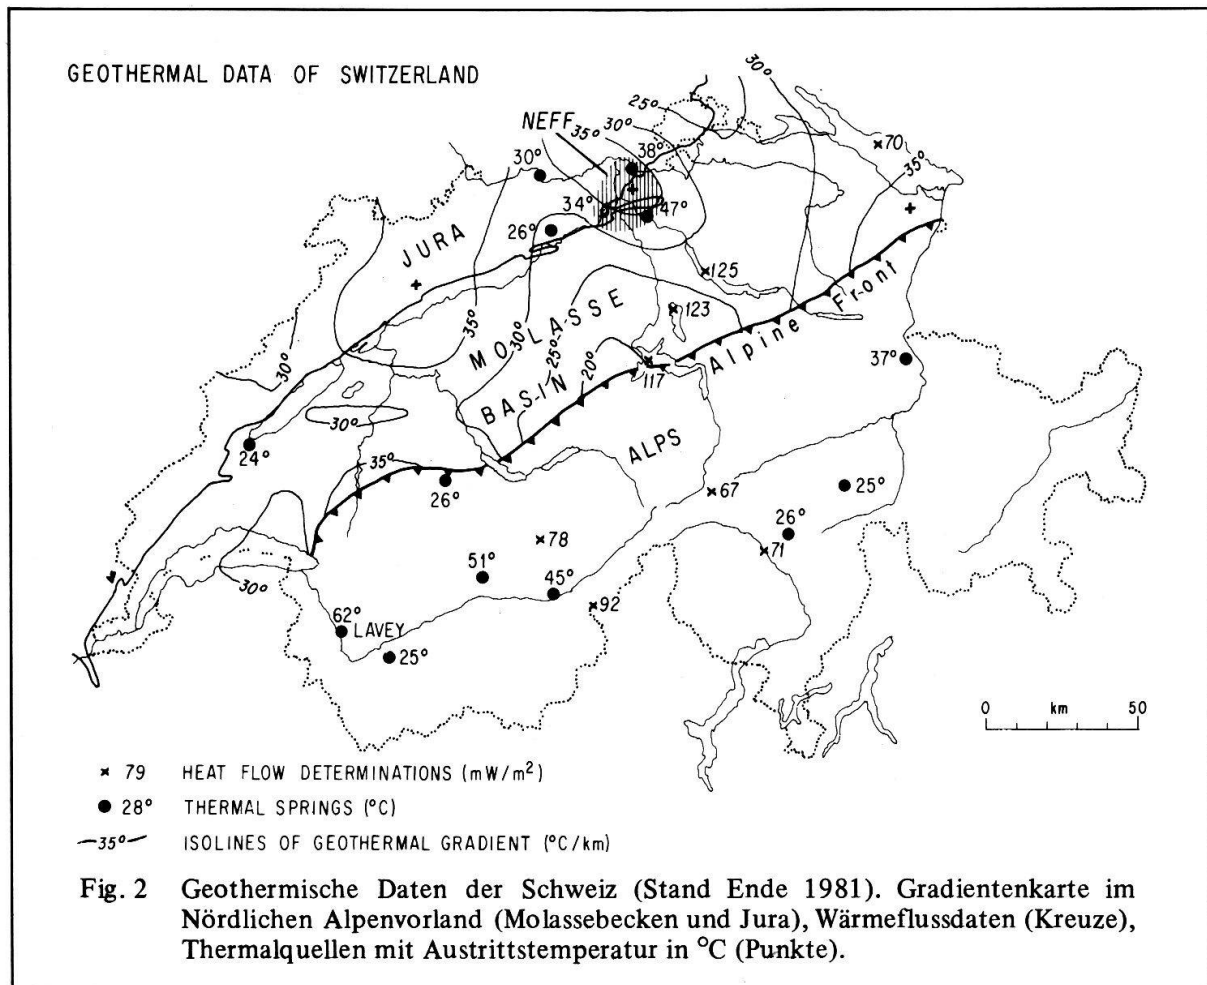 GEOTHERMAL DATA OF SWITZERLAND
30°
25°
NEFF
35°
30°
70
38°
30°
35°
34°
47°
26°
JURA
125
35°
30°
MOLASSE
123
Alpine Front
25°
20°
30°
BASIN
117
37°
30°
ALPS
24°
35°
26°
67
25°
26°
78
71
51°
45°
30°
92
62°
LAVEY
25°
0 km 50
79 HEAT FLOW DETERMINATIONS (mW/m²)
28° THERMAL SPRINGS (°C)
35° ISOLINES OF GEOTHERMAL GRADIENT (°C/km)
Fig. 2 Geothermische Daten der Schweiz (Stand Ende 1981). Gradientenkarte im
Nördlichen Alpenvorland (Molassebecken und Jura), Wärmeflussdaten (Kreuze),
Thermalquellen mit Austrittstemperatur in °C (Punkte).